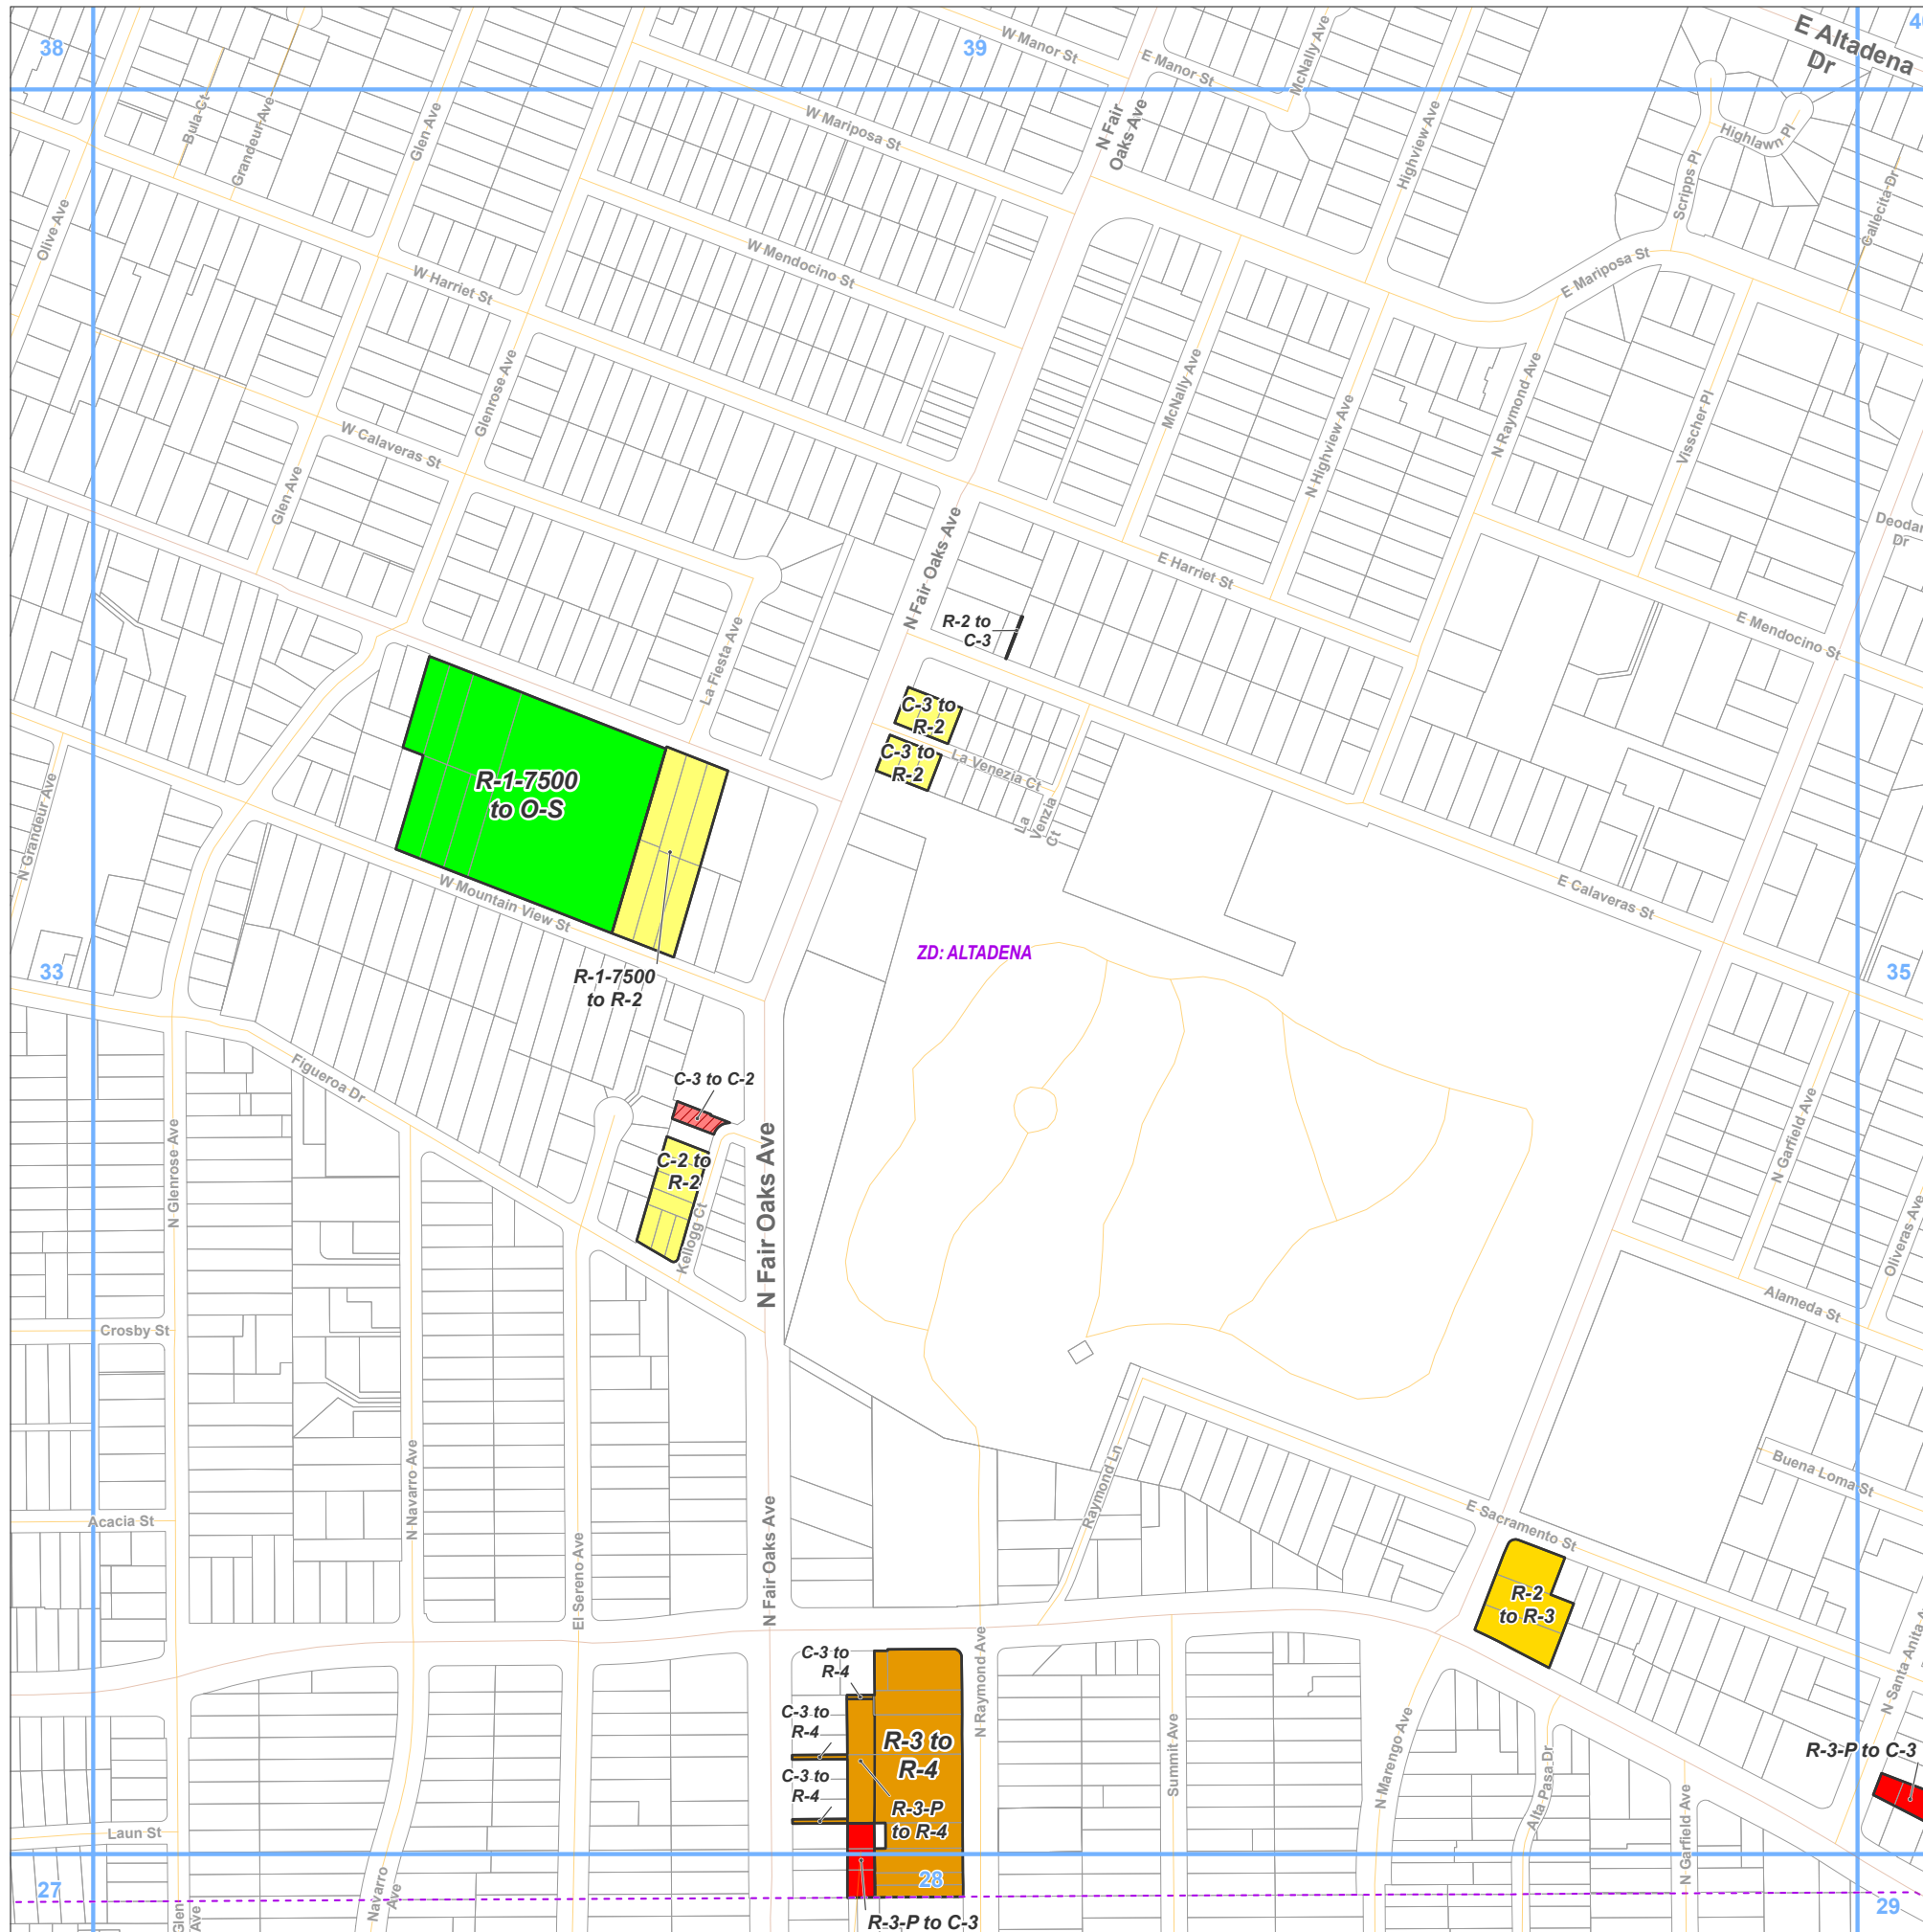 38
39
W Manor St
E Manor St
McNally Ave
E Altadena
Dr
Bula Ct
Grandeur Ave
Glen Ave
W Mariposa St
N Fair
Oaks Ave
Highview Ave
Highlawn Pl
Scripps Pl
Callecita Dr
Olive Ave
W Harriet St
W Mendocino St
E Mariposa St
Glenrose Ave
McNally Ave
N Highview Ave
N Raymond Ave
Visscher Pl
W Calaveras St
Glen Ave
N Fair Oaks Ave
E Harriet St
Deodar
Dr
R-2 to
C-3
E Mendocino St
La Fiesta Ave
C-3 to
R-2
C-3 to
R-2
La Venezia Ct
La
Venzia
Ct
R-1-7500
to O-S
N Grandeur Ave
W Mountain View St
E Calaveras St
ZD: ALTADENA
33
35
R-1-7500
to R-2
Figueroa Dr
C-3 to C-2
C-2 to
R-2
Kellogg Ct
N Glenrose Ave
N Fair Oaks Ave
N Garfield Ave
Oliveras Ave
Alameda St
Crosby St
Acacia St
N Navarro Ave
El Sereno Ave
N Fair Oaks Ave
Raymond Ln
Buena Loma St
E Sacramento St
R-2
to R-3
N Santa Anita A
C-3 to
R-4
C-3 to
R-4
C-3 to
R-4
R-3 to
R-4
R-3-P
to R-4
N Raymond Ave
Summit Ave
N Marengo Ave
Alta Pasa Dr
N Garfield Ave
R-3-P to C-3
Laun St
27
28
29
Glen
Ave
Navarro
Ave
R-3-P to C-3